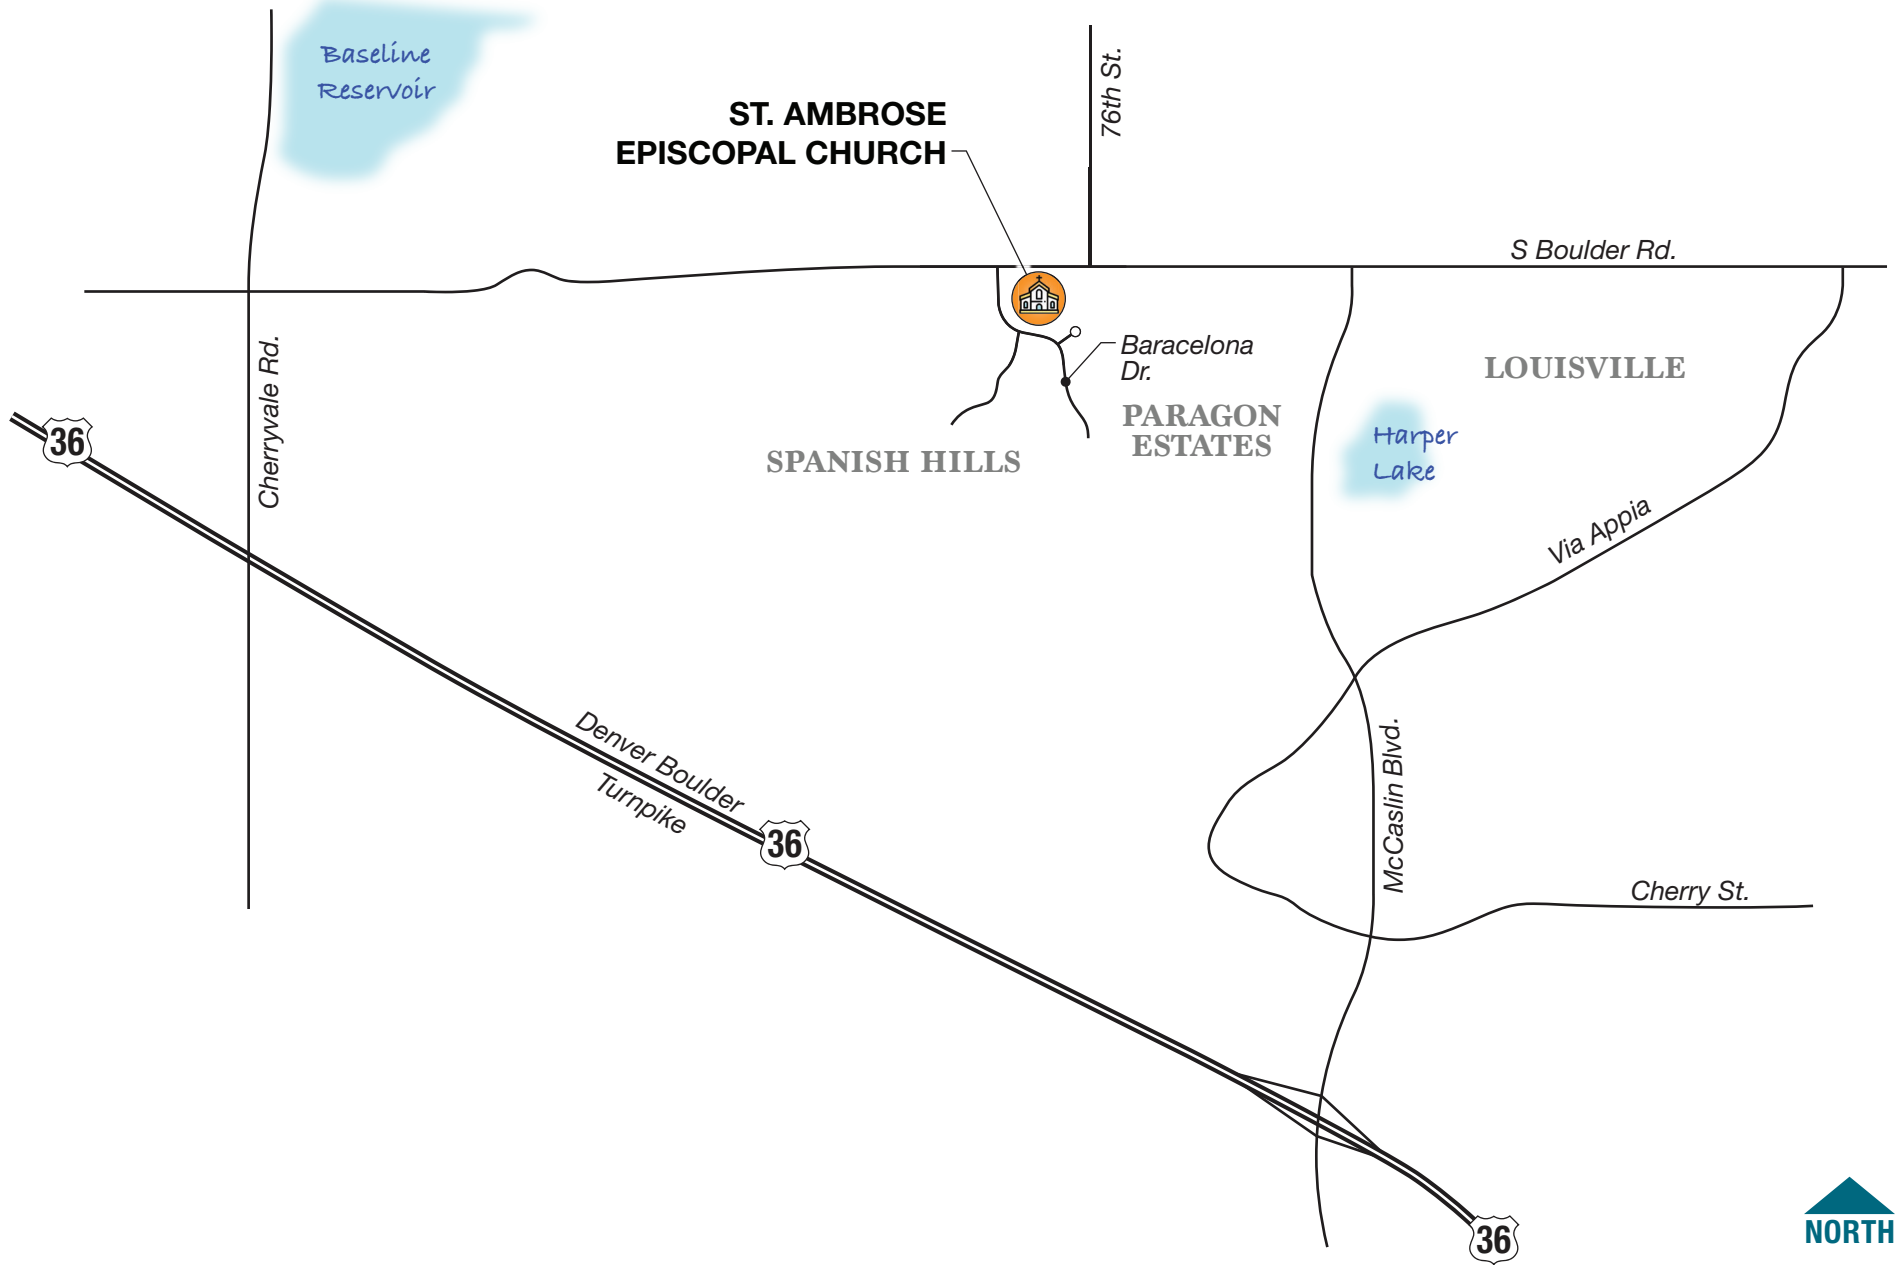 Baseline
Reservoir
76th St.
ST. AMBROSE
EPISCOPAL CHURCH
S Boulder Rd.
Cherryvale Rd.
Baracelona
Dr.
LOUISVILLE
PARAGON
ESTATES
SPANISH HILLS
Harper
Lake
36
Via Appia
Denver Boulder
Turnpike
36
McCaslin Blvd.
Cherry St.
36
NORTH